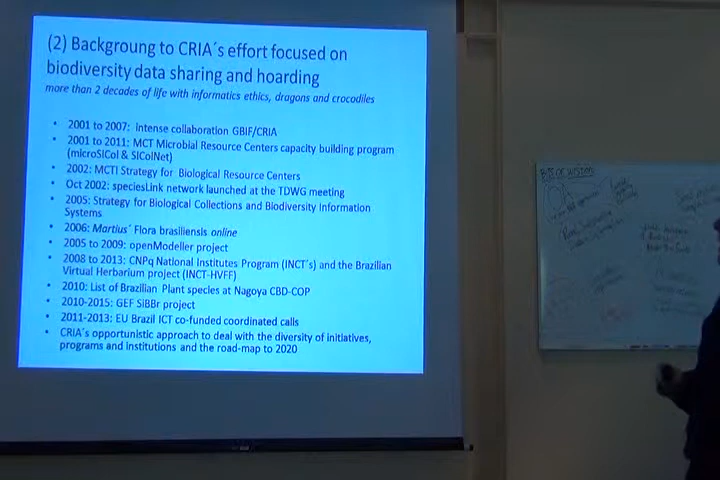 (2) Backgroung to CRIA´s effort focused on
biodiversity data sharing and hoarding
more than 2 decades of life with informatics ethics, dragons and crocodiles
• 2001 to 2007: Intense collaboration GBIF/CRIA
• 2001 to 2011: MCT Microbial Resource Centers capacity building program
(microSICol & SIColNet)
• 2002: MCTI Strategy for Biological Resource Centers
• Oct 2002: speciesLink network launched at the TDWG meeting
• 2005: Strategy for Biological Collections and Biodiversity Information
Systems
• 2006: Martius´ Flora brasiliensis online
• 2005 to 2009: openModeller project
• 2008 to 2013: CNPq National Institutes Program (INCT's) and the Brazilian
Virtual Herbarium project (INCT-HVFF)
• 2010: List of Brazilian Plant species at Nagoya CBD-COP
• 2010-2015: GEF SiBBr project
• 2011-2013: EU Brazil ICT co-funded coordinated calls
• CRIA´s opportunistic approach to deal with the diversity of initiatives,
programs and institutions and the road-map to 2020
BITS OF WISDOM